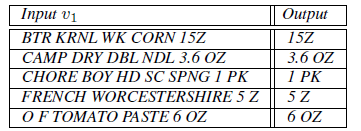 Input v1 Output
BTR KRNL WK CORN 15Z 15Z
CAMP DRY DBL NDL 3.6 OZ 3.6 OZ
CHORE BOY HD SC SPNG 1 PK 1 PK
FRENCH WORCESTERSHIRE 5 Z 5 Z
O F TOMATO PASTE 6 OZ 6 OZ